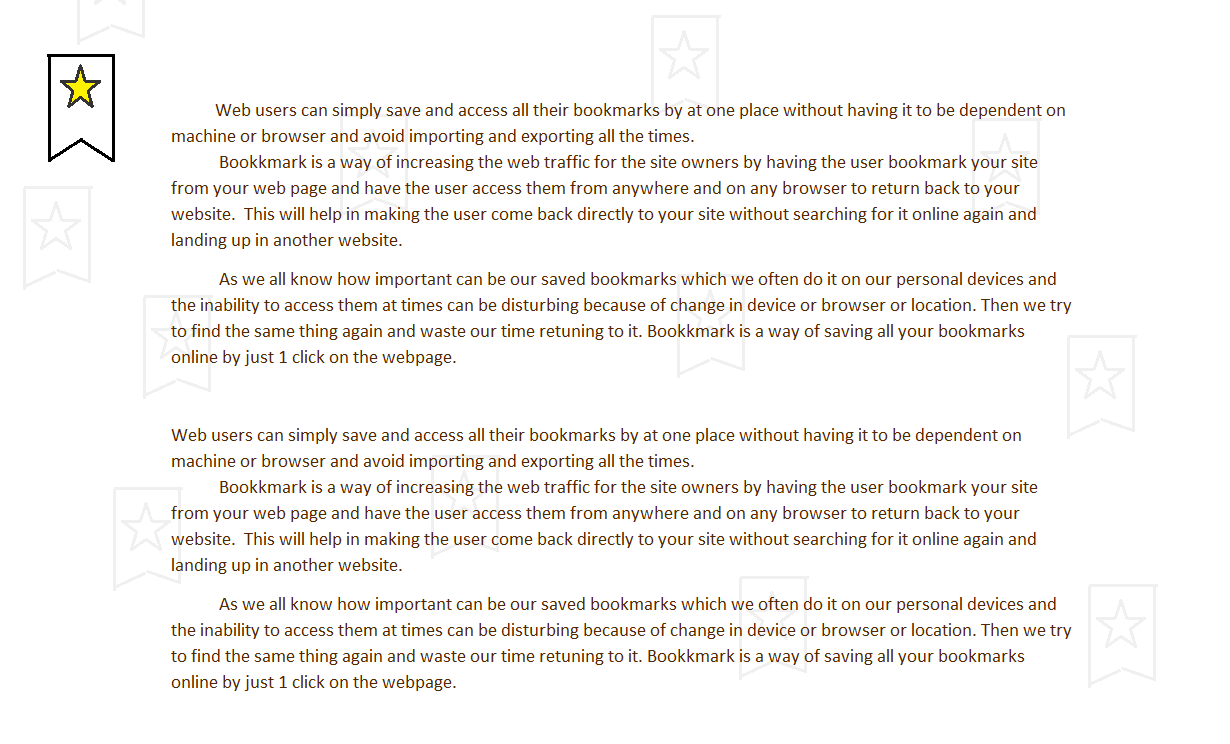 Web users can simply save and access all their bookmarks by at one place without having it to be dependent on
machine or browser and avoid importing and exporting all the times.
Bookkmark is a way of increasing the web traffic for the site owners by having the user bookmark your site
from your web page and have the user access them from anywhere and on any browser to return back to your
website.  This will help in making the user come back directly to your site without searching for it online again and
landing up in another website.
As we all know how important can be our saved bookmarks which we often do it on our personal devices and
the inability to access them at times can be disturbing because of change in device or browser or location. Then we try
to find the same thing again and waste our time retuning to it. Bookkmark is a way of saving all your bookmarks
online by just 1 click on the webpage.
Web users can simply save and access all their bookmarks by at one place without having it to be dependent on
machine or browser and avoid importing and exporting all the times.
Bookkmark is a way of increasing the web traffic for the site owners by having the user bookmark your site
from your web page and have the user access them from anywhere and on any browser to return back to your
website.  This will help in making the user come back directly to your site without searching for it online again and
landing up in another website.
As we all know how important can be our saved bookmarks which we often do it on our personal devices and
the inability to access them at times can be disturbing because of change in device or browser or location. Then we try
to find the same thing again and waste our time retuning to it. Bookkmark is a way of saving all your bookmarks
online by just 1 click on the webpage.